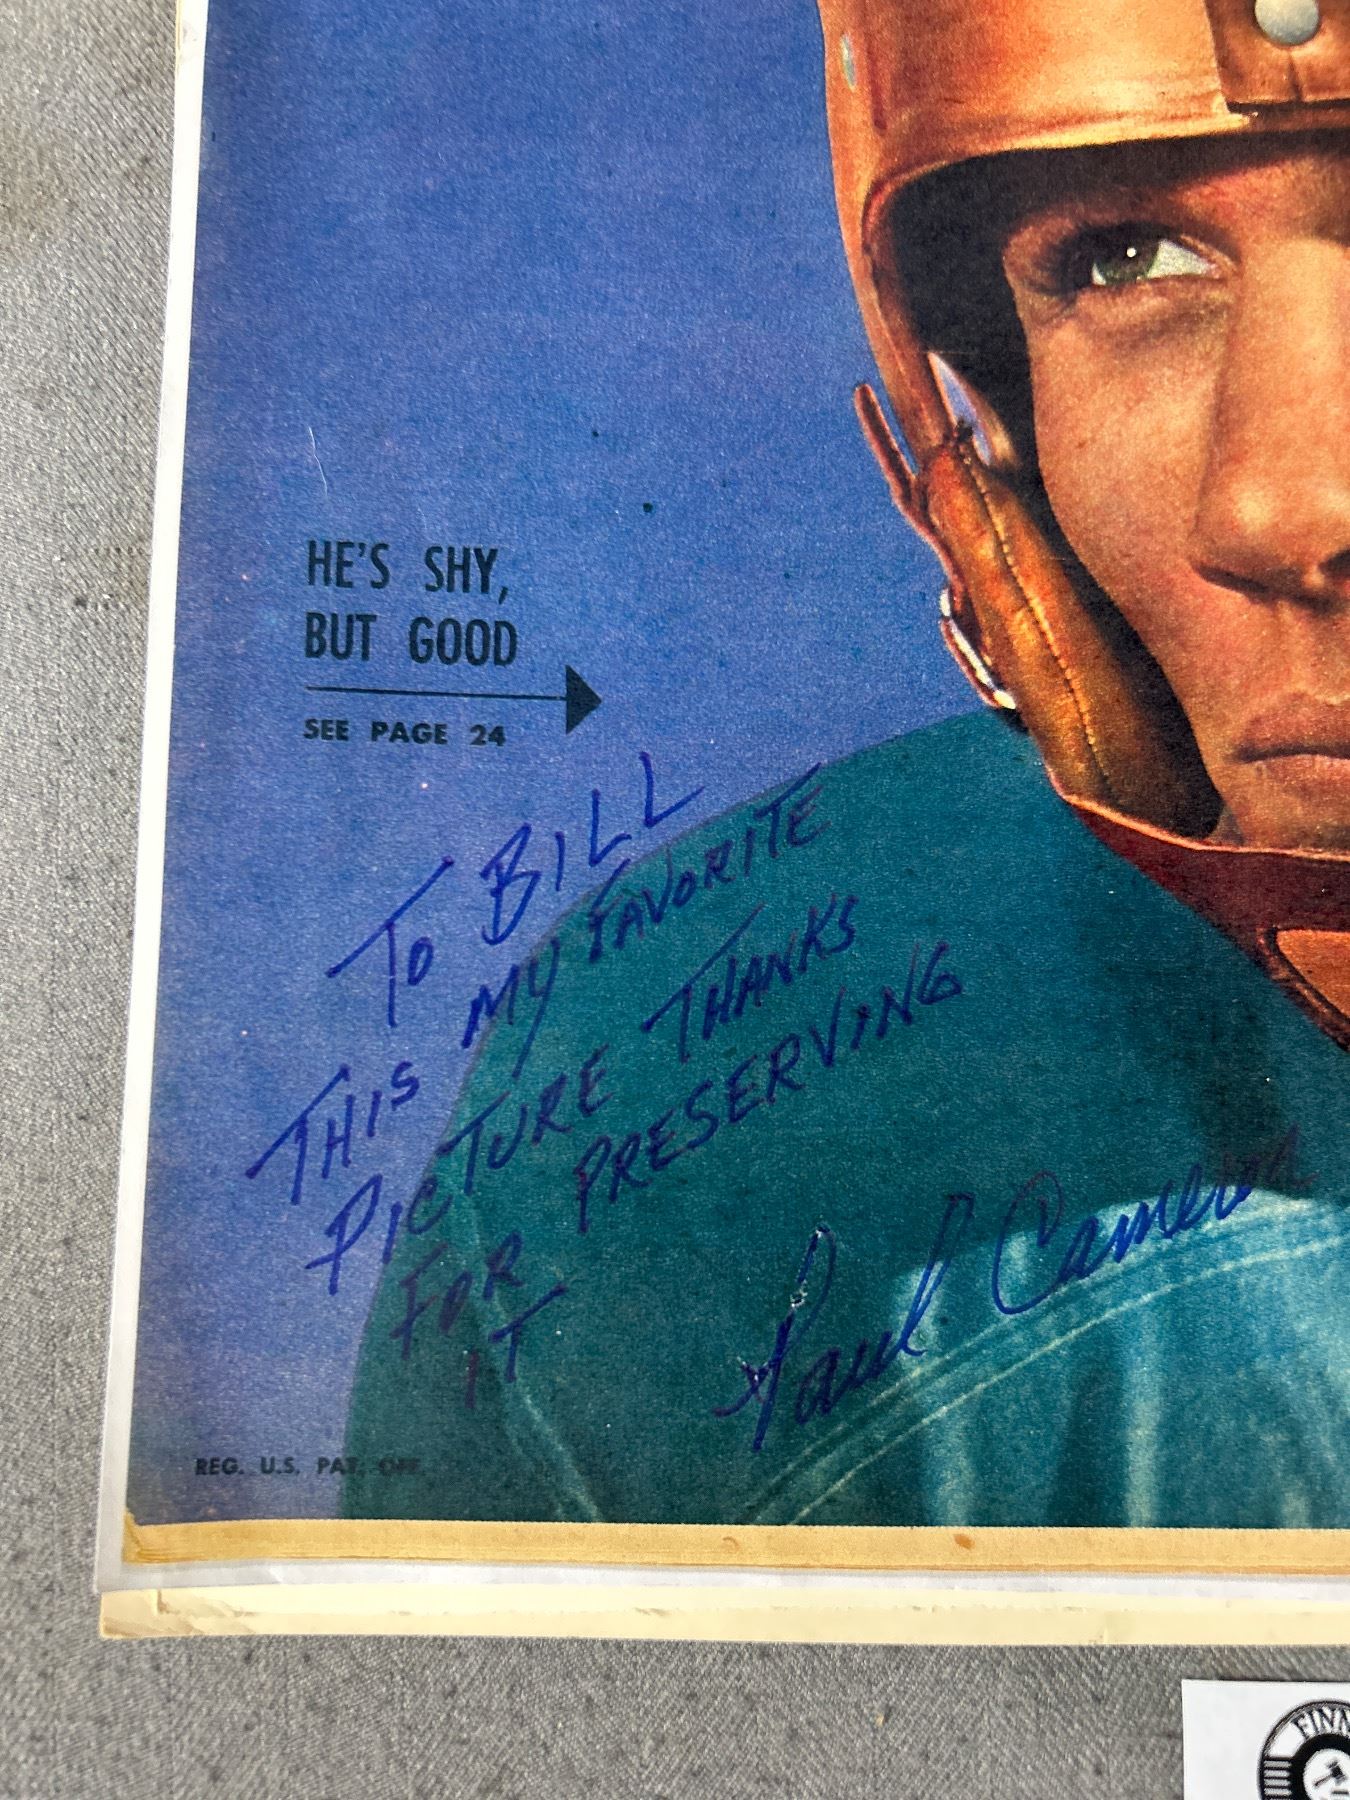 HE'S SHY,
BUT GOOD
SEE PAGE 24
TO BILL
THIS MY FAVORITE
PICTURE THANKS
FOR PRESERVING
IT
Paul Cameron
REG. U.S. PAT. OFF.